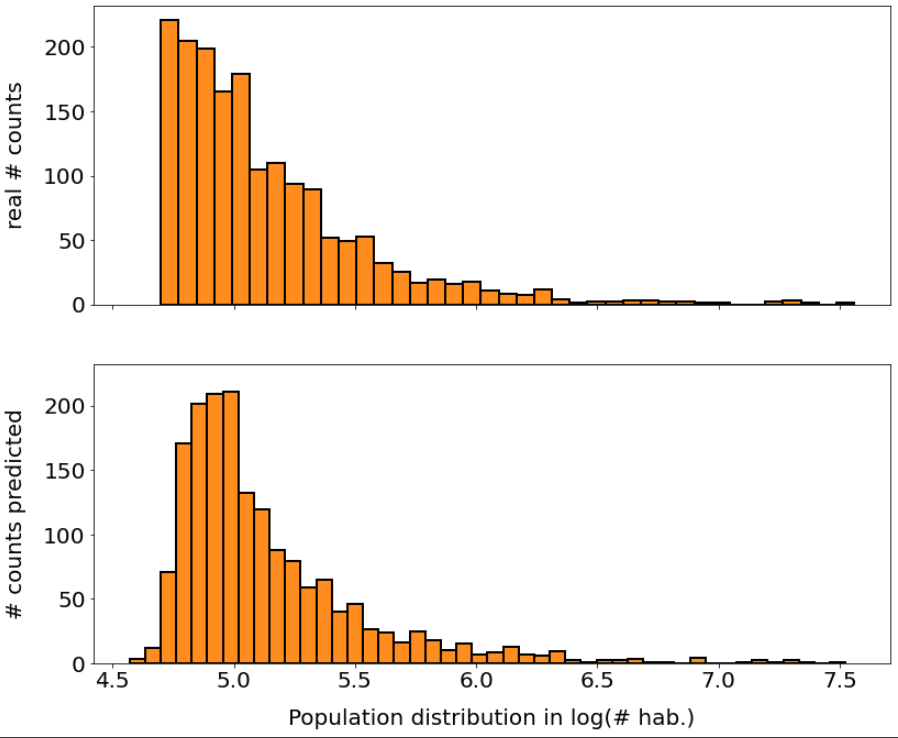 200
150
100
50
0
real # counts
200
150
100
50
0
# counts predicted
4.5 5.0 5.5 6.0 6.5 7.0 7.5
Population distribution in log(# hab.)